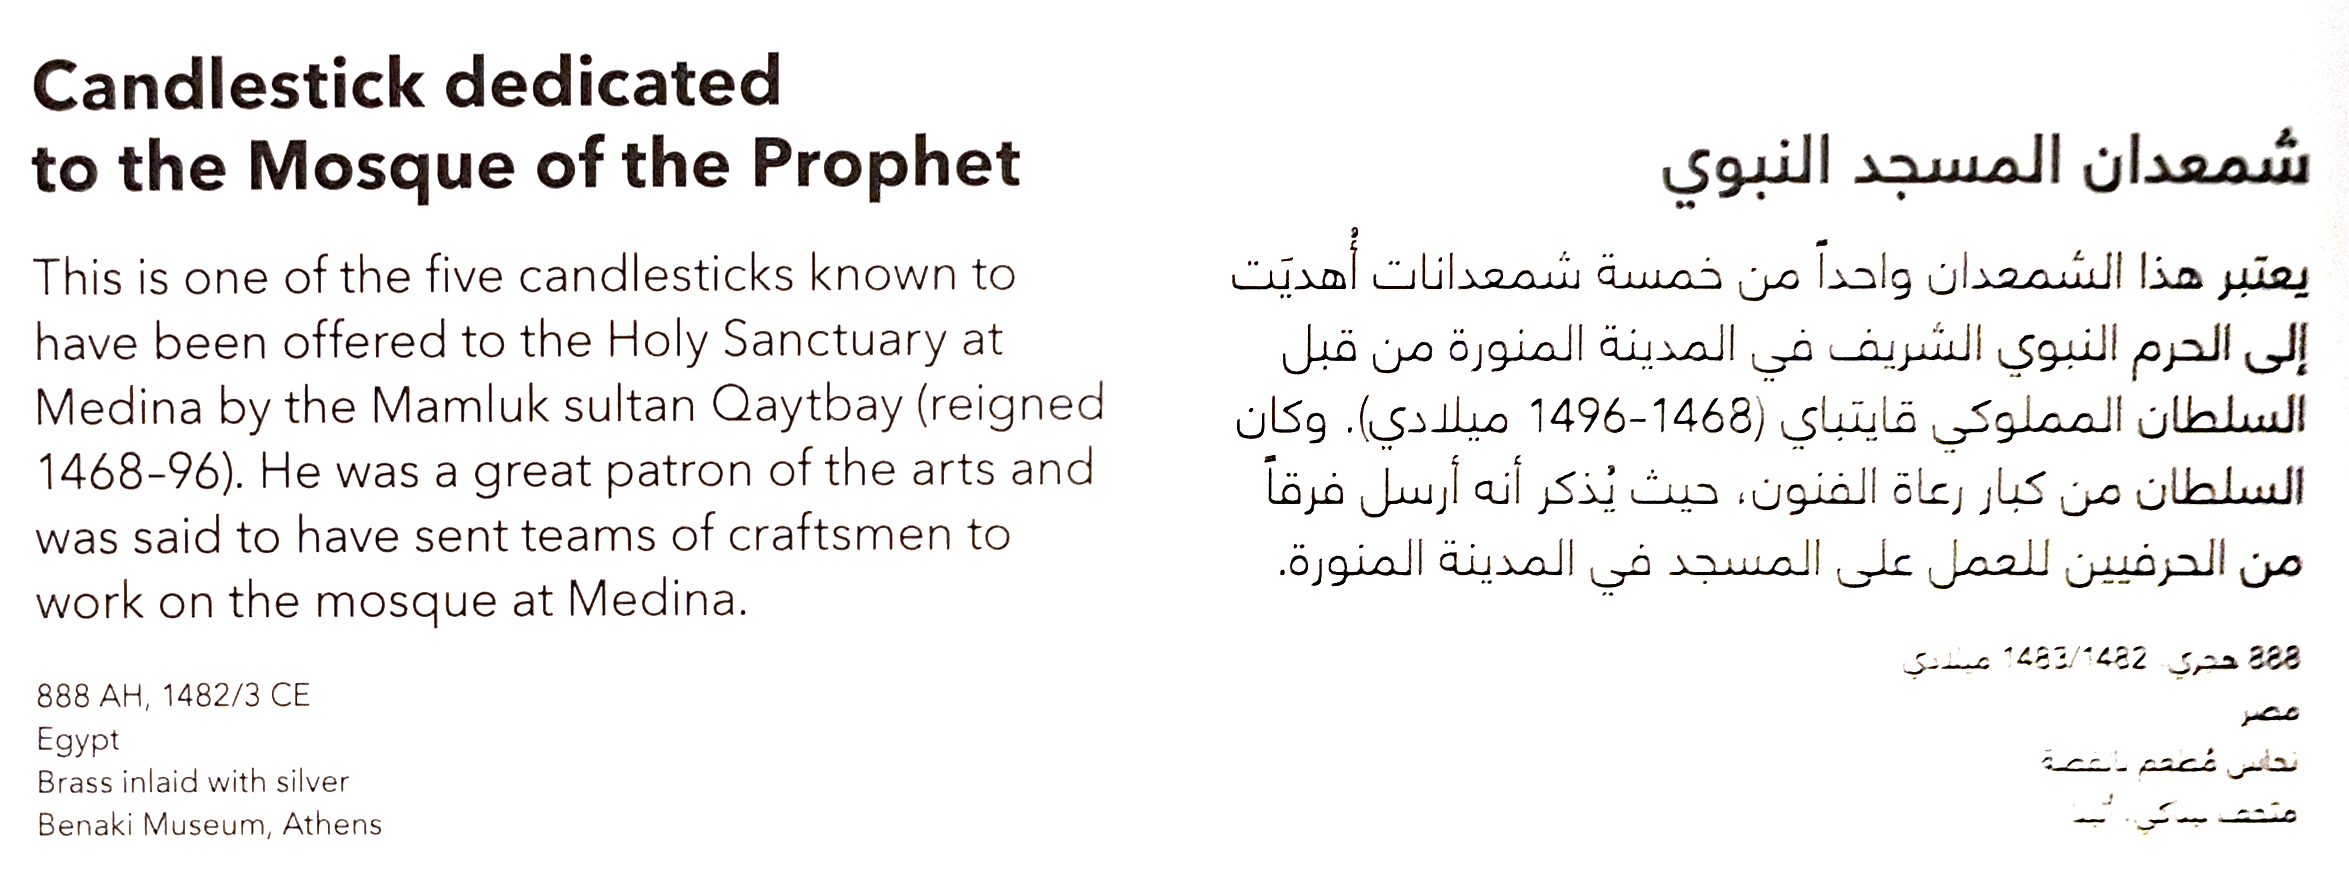 Candlestick dedicated
to the Mosque of the Prophet
This is one of the five candlesticks known to
have been offered to the Holy Sanctuary at
Medina by the Mamluk sultan Qaytbay (reigned
1468–96). He was a great patron of the arts and
was said to have sent teams of craftsmen to
work on the mosque at Medina.
888 AH, 1482/3 CE
Egypt
Brass inlaid with silver
Benaki Museum, Athens
شمعدان المسجد النبوي
يعتبر هذا الشمعدان واحداً من خمسة شمعدانات أُهديَت
إلى الحرم النبوي الشريف في المدينة المنورة من قبل
السلطان المملوكي قايتباي (1468-1496 ميلادي). وكان
السلطان من كبار رعاة الفنون، حيث يُذكر أنه أرسل فرقاً
من الحرفيين للعمل على المسجد في المدينة المنورة.
888 هجري، 1483/1482 ميلادي
مصر
نحاس مُطعم بالفضة
متحف بيناكي،